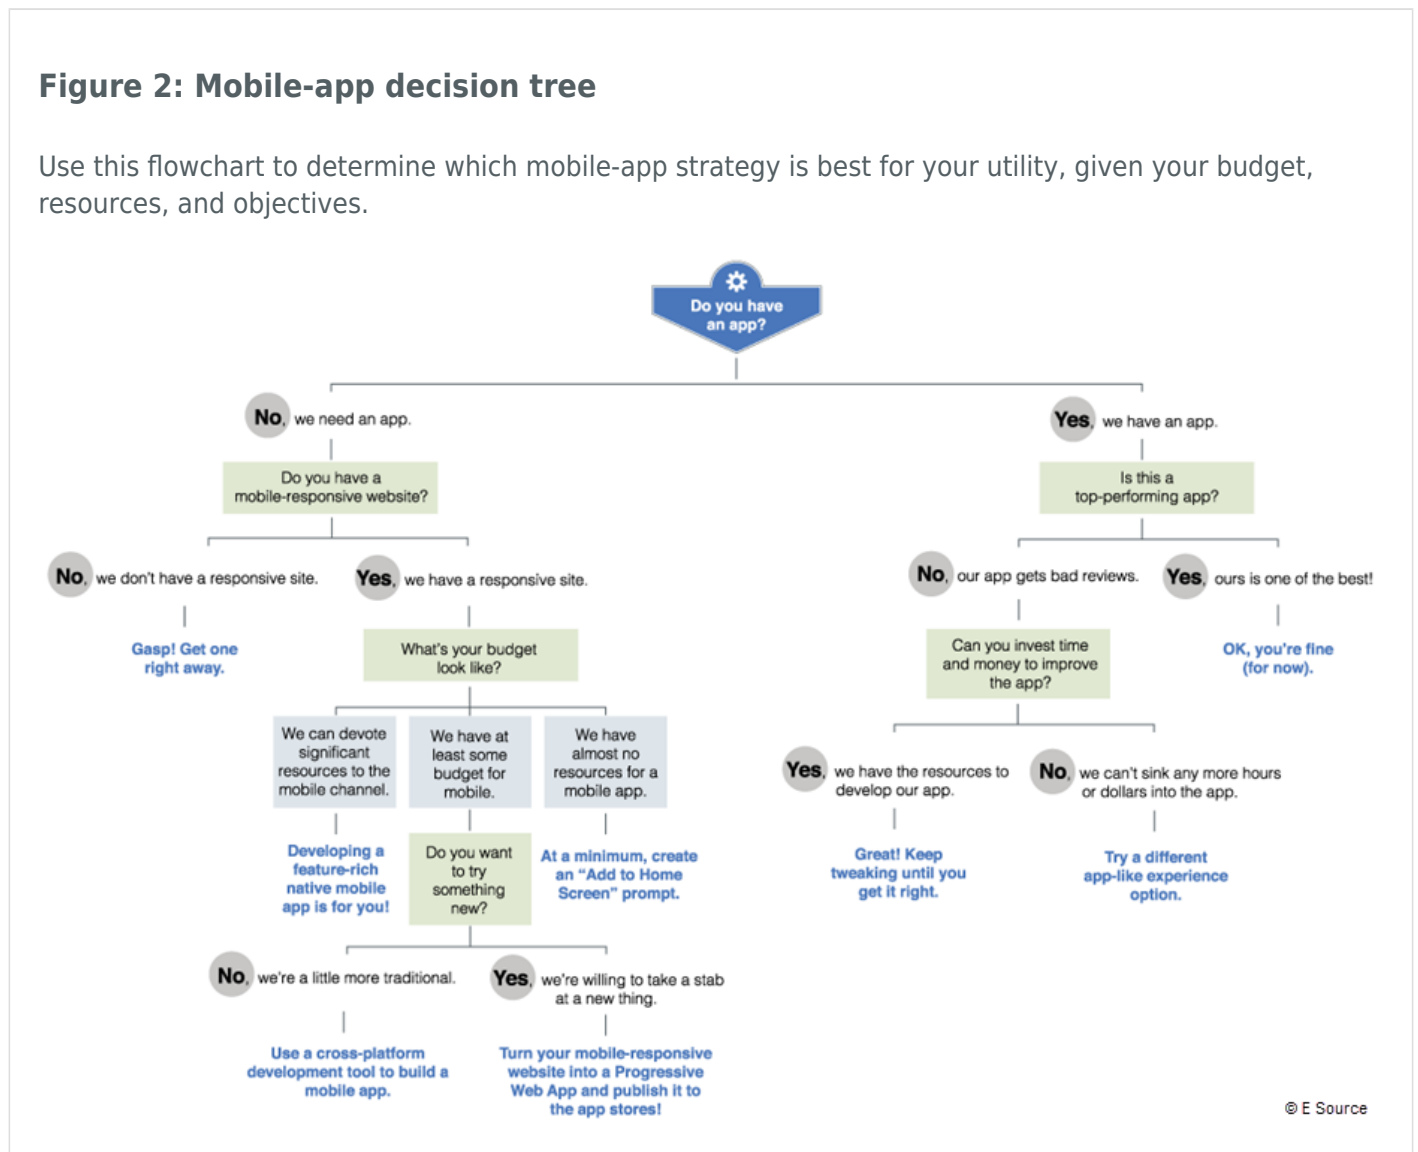 Figure 2: Mobile-app decision tree
Use this flowchart to determine which mobile-app strategy is best for your utility, given your budget,
resources, and objectives.
Do you have
an app?
No, we need an app.
Yes, we have an app.
Do you have a
mobile-responsive website?
Is this a
top-performing app?
No, we don't have a responsive site.
Yes, we have a responsive site.
No, our app gets bad reviews.
Yes, ours is one of the best!
Gasp! Get one
right away.
What's your budget
look like?
Can you invest time
and money to improve
the app?
OK, you're fine
(for now).
We can devote
significant
resources to the
mobile channel.
We have at
least some
budget for
mobile.
We have
almost no
resources for a
mobile app.
Yes, we have the resources to
develop our app.
No, we can't sink any more hours
or dollars into the app.
Developing a
feature-rich
native mobile
app is for you!
Do you want
to try
something
new?
At a minimum, create
an “Add to Home
Screen” prompt.
Great! Keep
tweaking until you
get it right.
Try a different
app-like experience
option.
No, we're a little more traditional.
Yes, we're willing to take a stab
at a new thing.
Use a cross-platform
development tool to build a
mobile app.
Turn your mobile-responsive
website into a Progressive
Web App and publish it to
the app stores!
© E Source